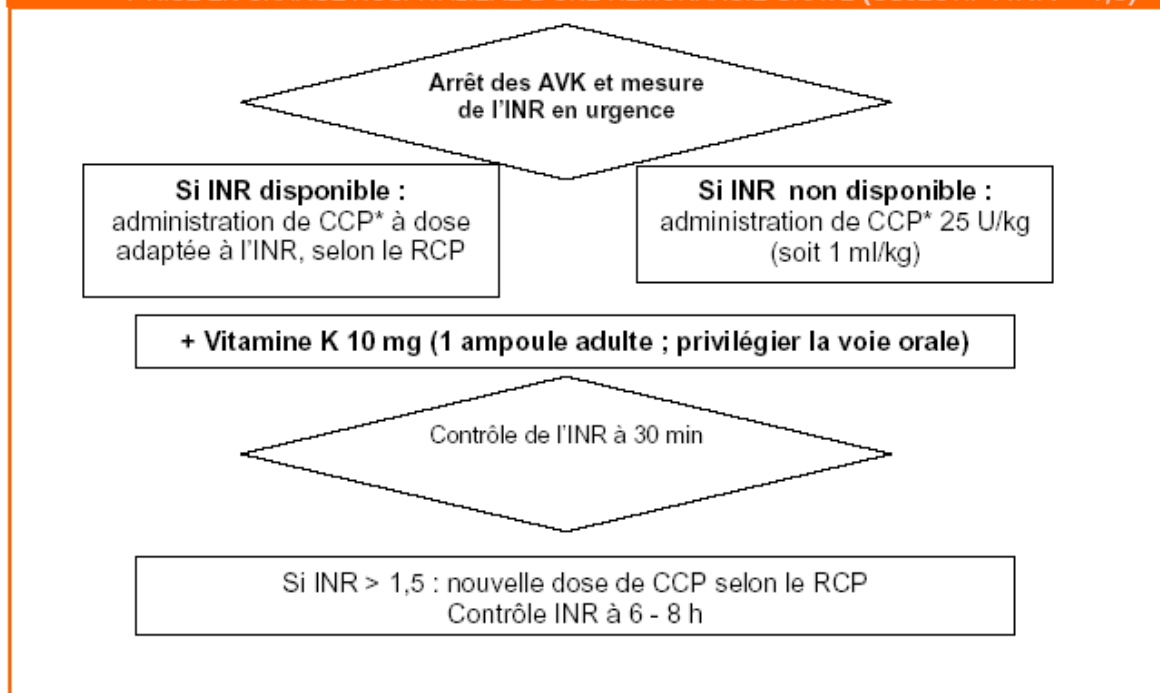 Arrêt des AVK et mesure
de l'INR en urgence
Si INR disponible :
administration de CCP* à dose
adaptée à l'INR, selon le RCP
Si INR  non disponible :
administration de CCP* 25 U/kg
(soit 1 ml/kg)
+ Vitamine K 10 mg (1 ampoule adulte ; privilégier la voie orale)
Contrôle de l'INR à 30 min
Si INR > 1,5 : nouvelle dose de CCP selon le RCP
Contrôle INR à 6 - 8 h